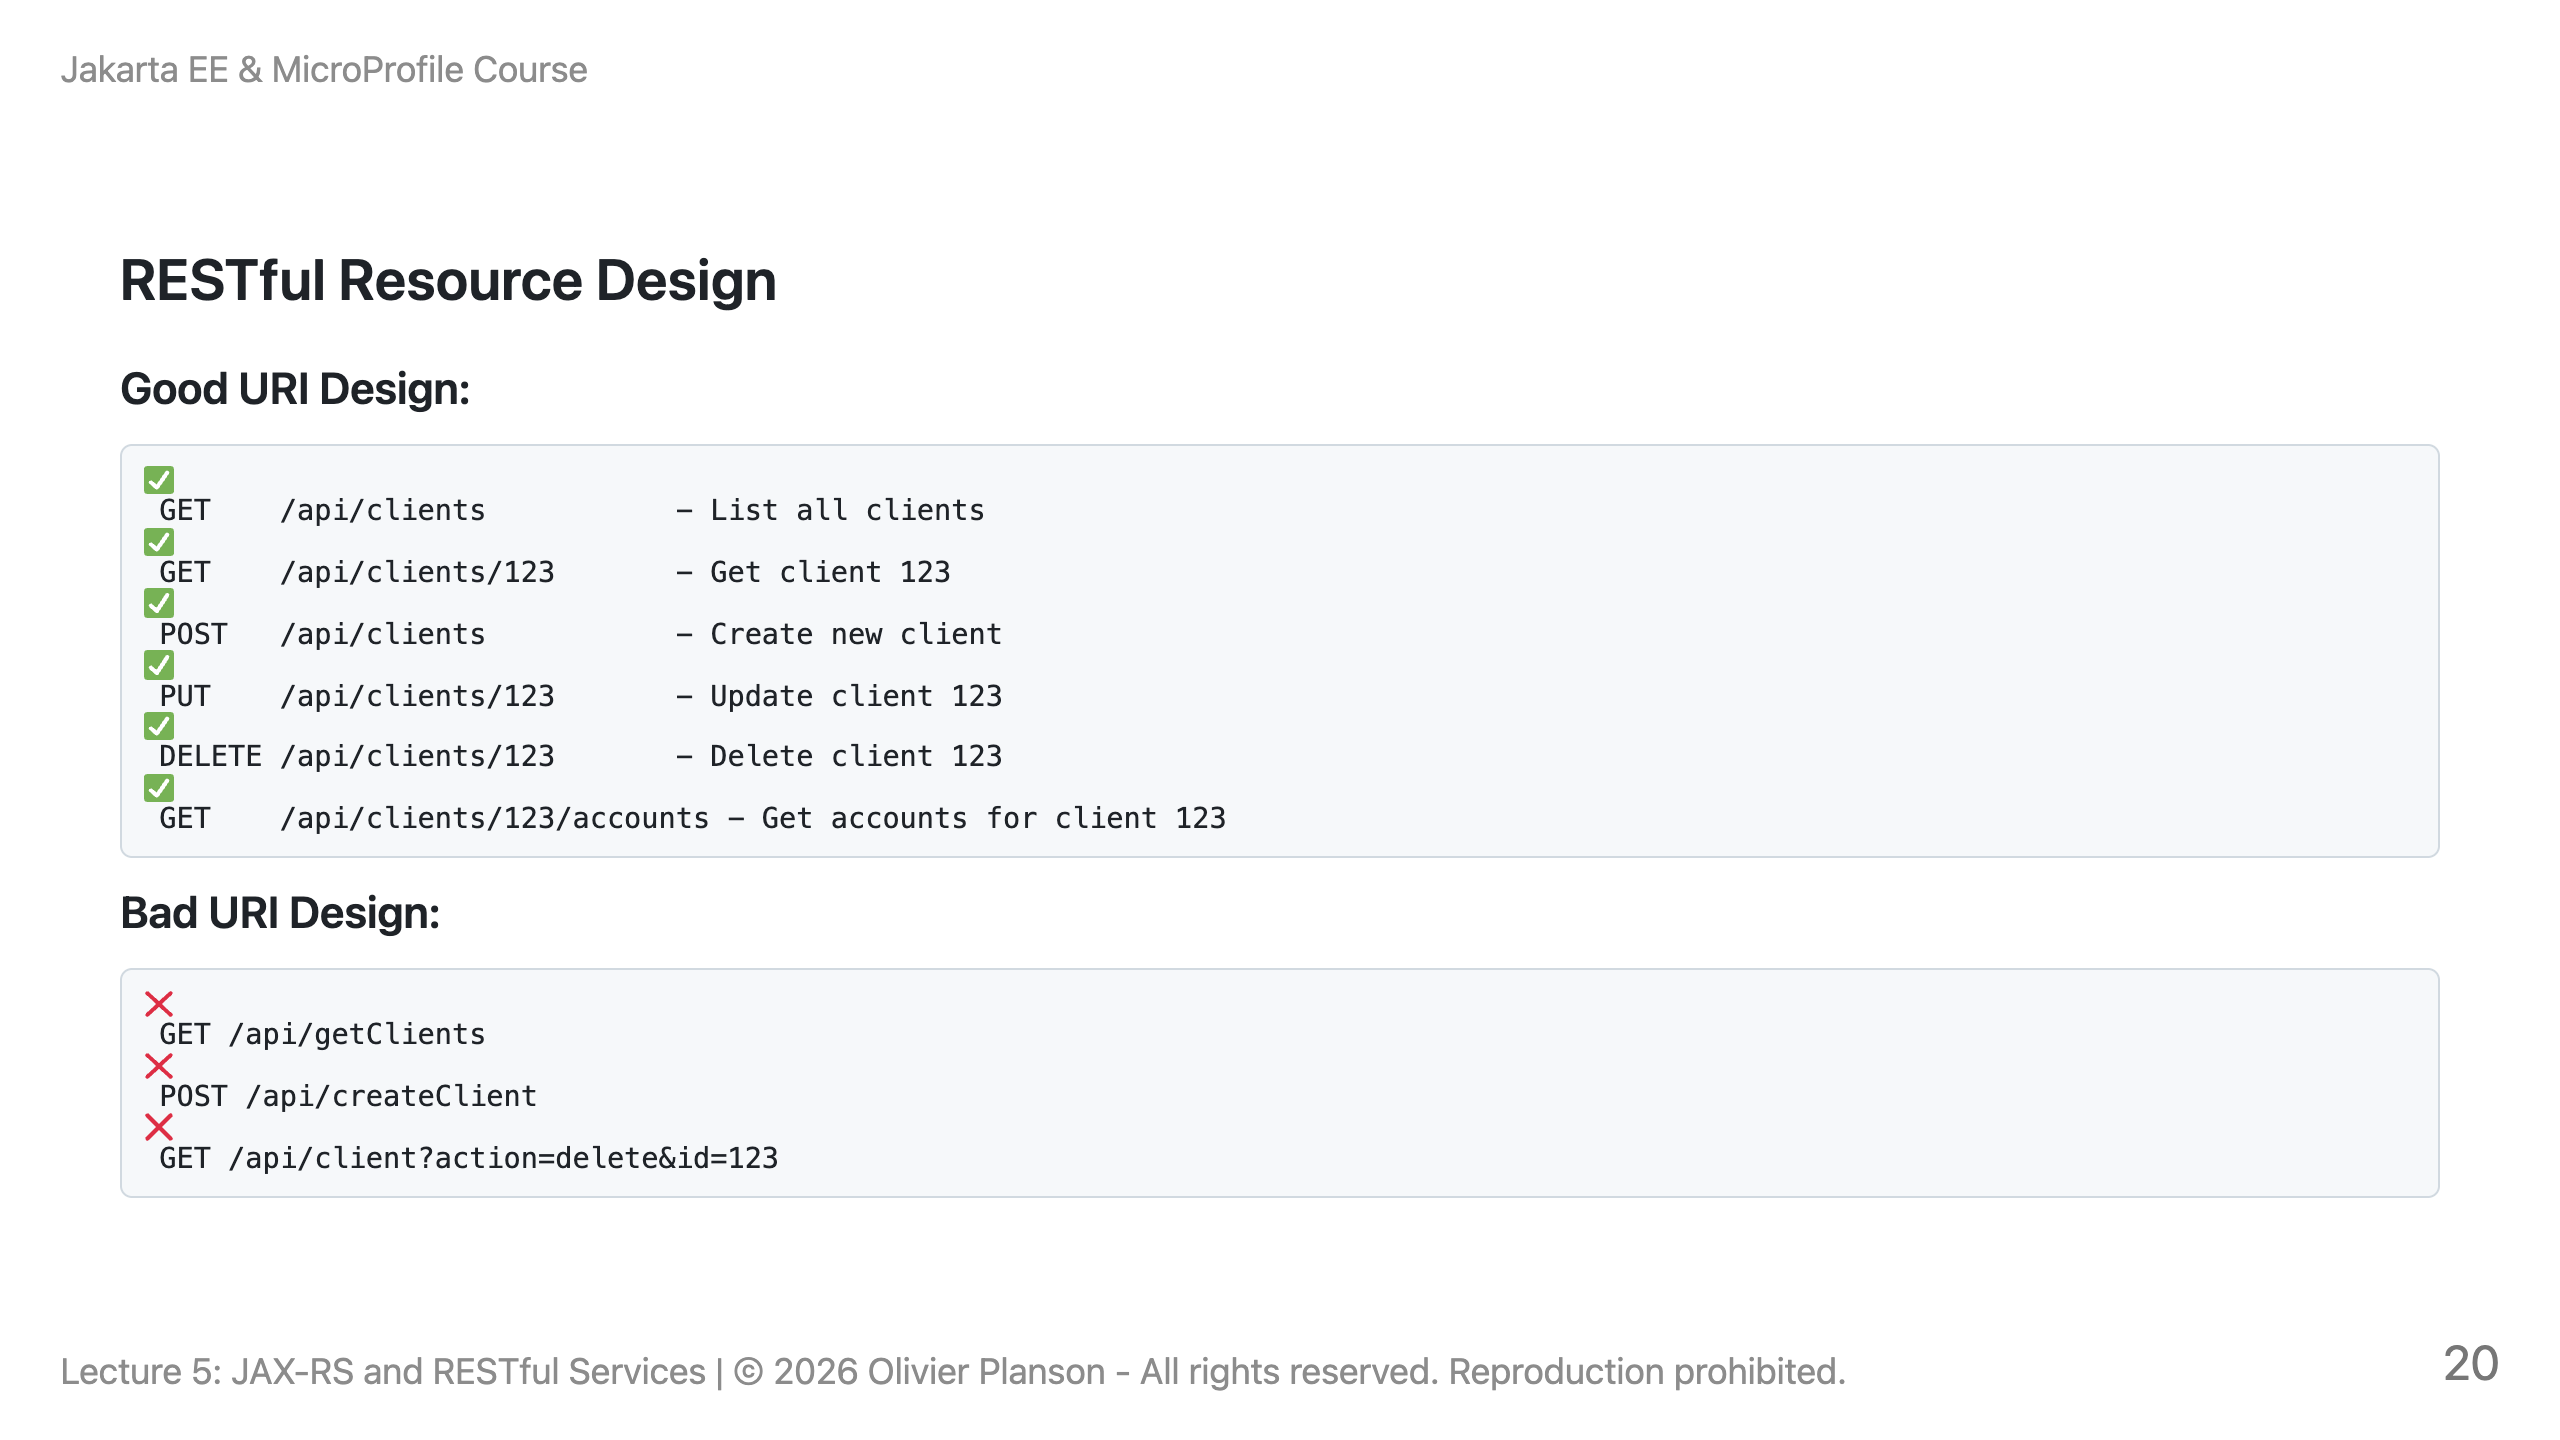 Jakarta EE & MicroProfile Course
RESTful Resource Design
Good URI Design:
✅
GET    /api/clients           – List all clients
✅
GET    /api/clients/123       – Get client 123
✅
POST   /api/clients           – Create new client
✅
PUT    /api/clients/123       – Update client 123
✅
DELETE /api/clients/123       – Delete client 123
✅
GET    /api/clients/123/accounts – Get accounts for client 123
Bad URI Design:
❌
GET /api/getClients
❌
POST /api/createClient
❌
GET /api/client?action=delete&id=123
Lecture 5: JAX-RS and RESTful Services | © 2026 Olivier Planson - All rights reserved. Reproduction prohibited.
20